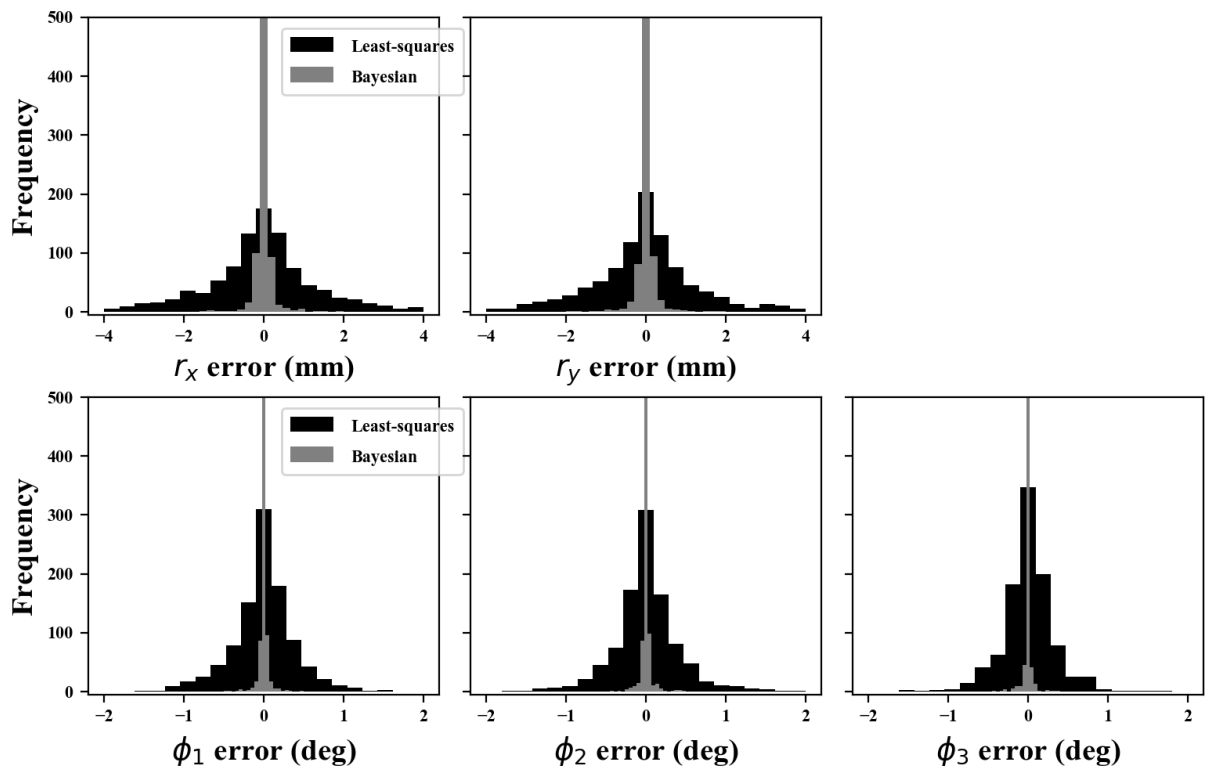 500
400
300
200
100
0
Frequency
Least-squares
Bayesian
−4 −2 0 2 4
−4 −2 0 2 4
r_x error (mm)
r_y error (mm)
500
400
300
200
100
0
Frequency
Least-squares
Bayesian
−2 −1 0 1 2
−2 −1 0 1 2
−2 −1 0 1 2
ϕ_1 error (deg)
ϕ_2 error (deg)
ϕ_3 error (deg)